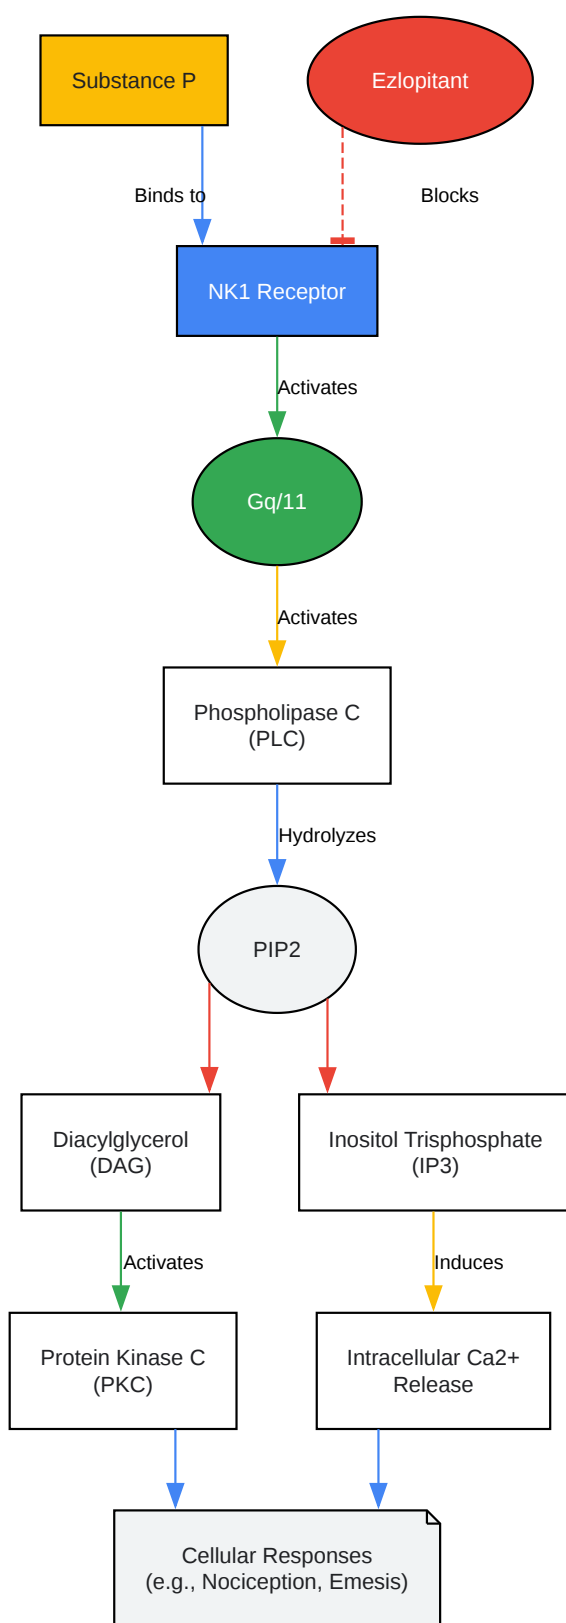 Substance P
Ezlopitant
Binds to
Blocks
NK1 Receptor
Activates
Gq/11
Activates
Phospholipase C
(PLC)
Hydrolyzes
PIP2
Diacylglycerol
(DAG)
Inositol Trisphosphate
(IP3)
Activates
Induces
Protein Kinase C
(PKC)
Intracellular Ca2+
Release
Cellular Responses
(e.g., Nociception, Emesis)